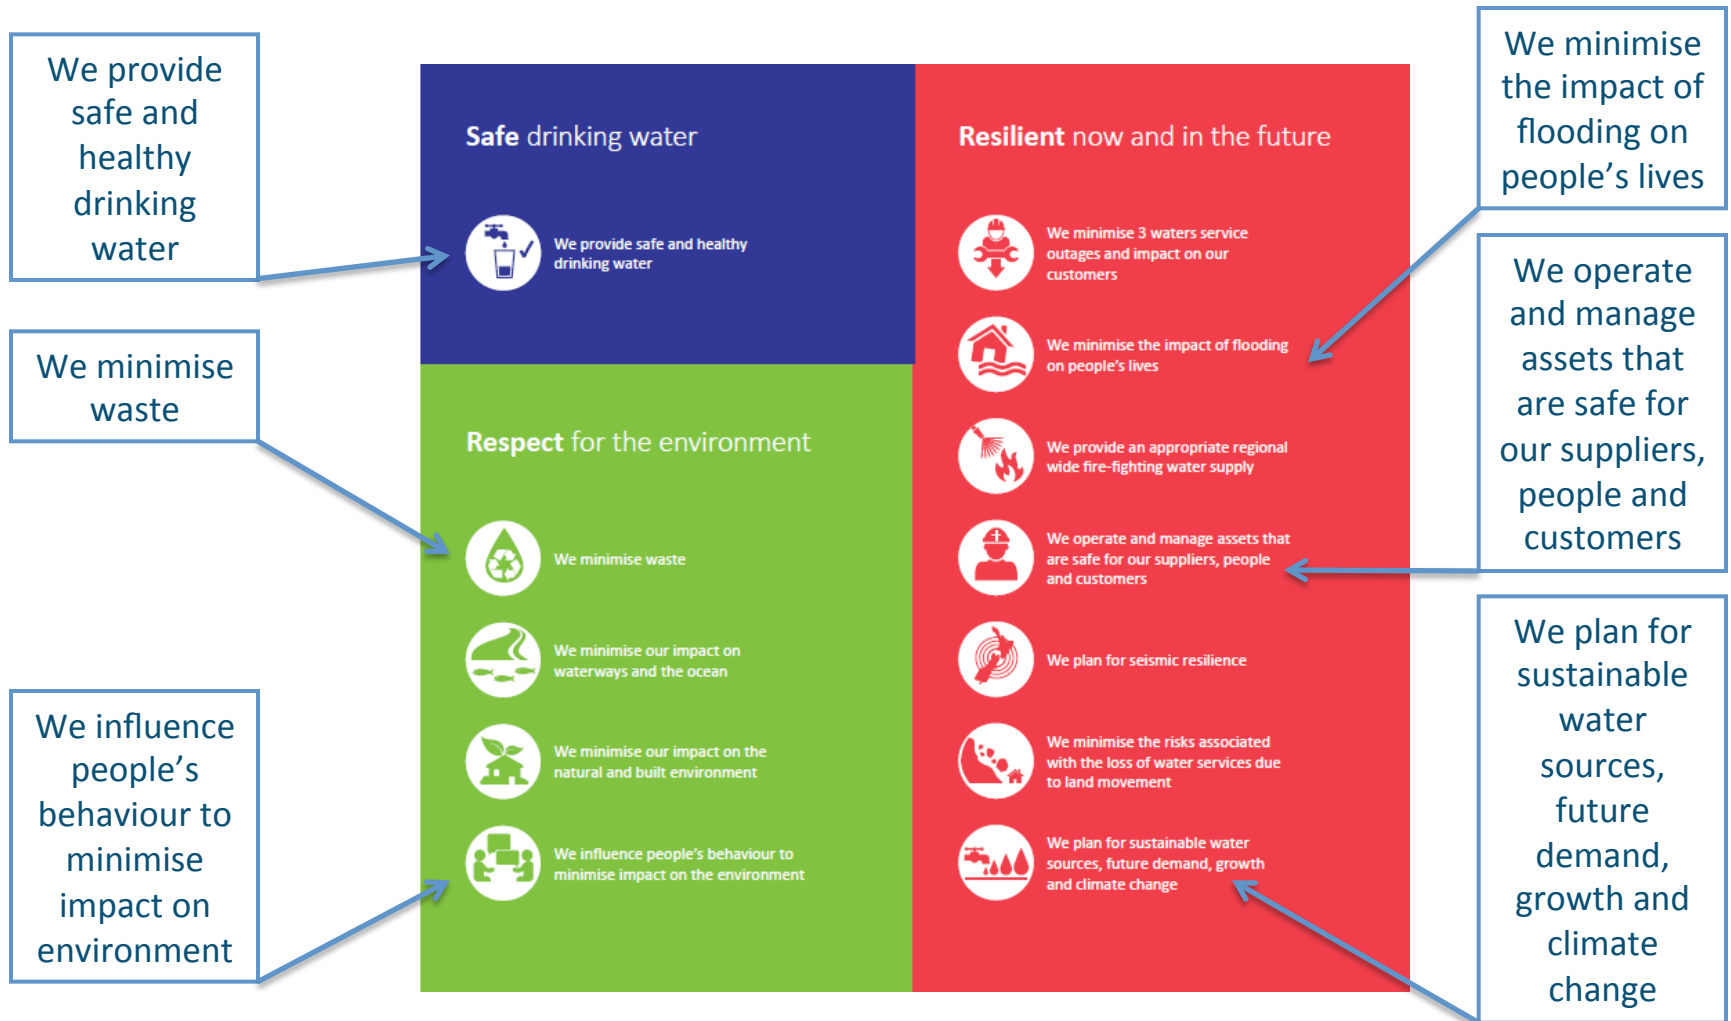 We provide
safe and
healthy
drinking
water
We minimise
waste
We influence
people’s
behaviour to
minimise
impact on
environment
Safe drinking water
We provide safe and healthy
drinking water
Respect for the environment
We minimise waste
We minimise our impact on
waterways and the ocean
We minimise our impact on the
natural and built environment
We influence people’s behaviour to
minimise impact on the environment
Resilient now and in the future
We minimise 3 waters service
outages and impact on our
customers
We minimise the impact of flooding
on people’s lives
We provide an appropriate regional
wide fire-fighting water supply
We operate and manage assets that
are safe for our suppliers, people
and customers
We plan for seismic resilience
We minimise the risks associated
with the loss of water services due
to land movement
We plan for sustainable water
sources, future demand, growth
and climate change
We minimise
the impact of
flooding on
people’s lives
We operate
and manage
assets that
are safe for
our suppliers,
people and
customers
We plan for
sustainable
water
sources,
future
demand,
growth and
climate
change